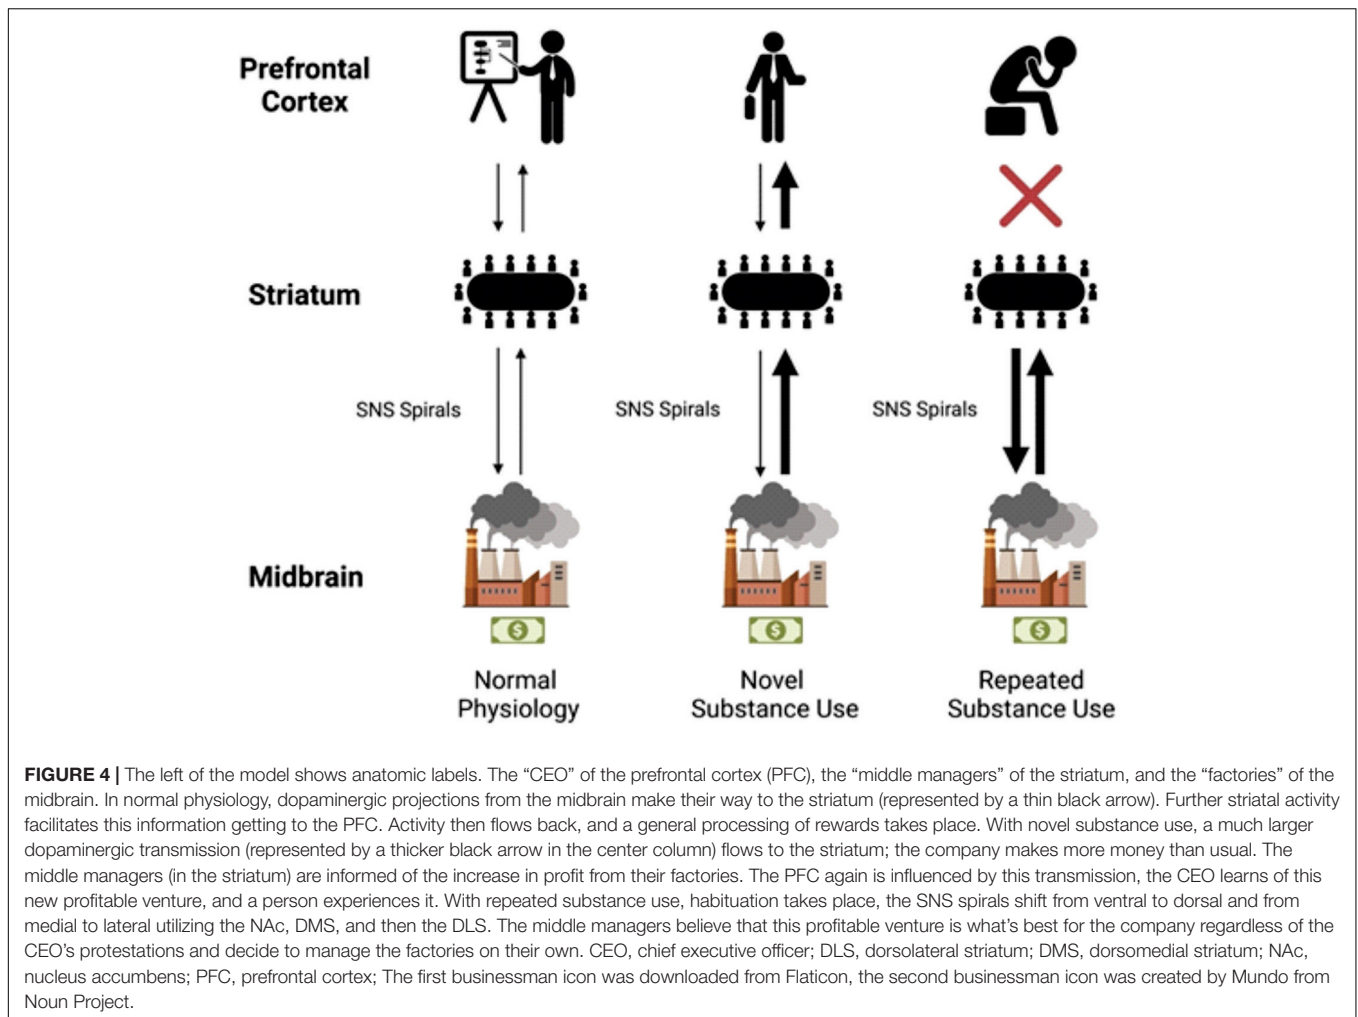 Prefrontal
Cortex
Striatum
SNS Spirals
SNS Spirals
SNS Spirals
Midbrain
$
$
$
Normal
Physiology
Novel
Substance Use
Repeated
Substance Use
FIGURE 4 | The left of the model shows anatomic labels. The “CEO” of the prefrontal cortex (PFC), the “middle managers” of the striatum, and the “factories” of the
midbrain. In normal physiology, dopaminergic projections from the midbrain make their way to the striatum (represented by a thin black arrow). Further striatal activity
facilitates this information getting to the PFC. Activity then flows back, and a general processing of rewards takes place. With novel substance use, a much larger
dopaminergic transmission (represented by a thicker black arrow in the center column) flows to the striatum; the company makes more money than usual. The
middle managers (in the striatum) are informed of the increase in profit from their factories. The PFC again is influenced by this transmission, the CEO learns of this
new profitable venture, and a person experiences it. With repeated substance use, habituation takes place, the SNS spirals shift from ventral to dorsal and from
medial to lateral utilizing the NAc, DMS, and then the DLS. The middle managers believe that this profitable venture is what’s best for the company regardless of the
CEO’s protestations and decide to manage the factories on their own. CEO, chief executive officer; DLS, dorsolateral striatum; DMS, dorsomedial striatum; NAc,
nucleus accumbens; PFC, prefrontal cortex; The first businessman icon was downloaded from Flaticon, the second businessman icon was created by Mundo from
Noun Project.